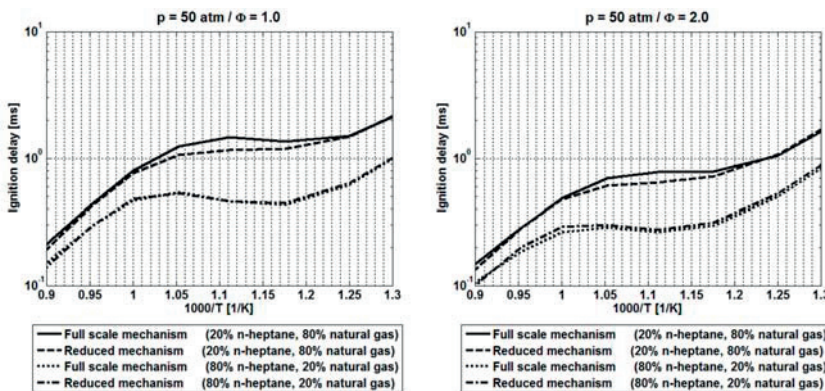 p = 50 atm / Φ = 1.0
10¹
10⁰
10⁻¹
Ignition delay [ms]
0.9 0.95 1 1.05 1.1 1.15 1.2 1.25 1.3
1000/T [1/K]
Full scale mechanism (20% n-heptane, 80% natural gas)
Reduced mechanism (20% n-heptane, 80% natural gas)
Full scale mechanism (80% n-heptane, 20% natural gas)
Reduced mechanism (80% n-heptane, 20% natural gas)
p = 50 atm / Φ = 2.0
10¹
10⁰
10⁻¹
Ignition delay [ms]
0.9 0.95 1 1.05 1.1 1.15 1.2 1.25 1.3
1000/T [1/K]
Full scale mechanism (20% n-heptane, 80% natural gas)
Reduced mechanism (20% n-heptane, 80% natural gas)
Full scale mechanism (80% n-heptane, 20% natural gas)
Reduced mechanism (80% n-heptane, 20% natural gas)